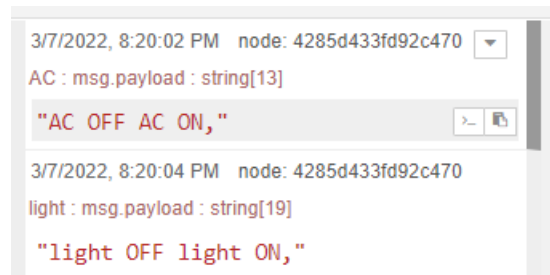 3/7/2022, 8:20:02 PM node: 4285d433fd92c470
AC : msg.payload : string[13]
"AC OFF AC ON,"
3/7/2022, 8:20:04 PM node: 4285d433fd92c470
light : msg.payload : string[19]
"light OFF light ON,"